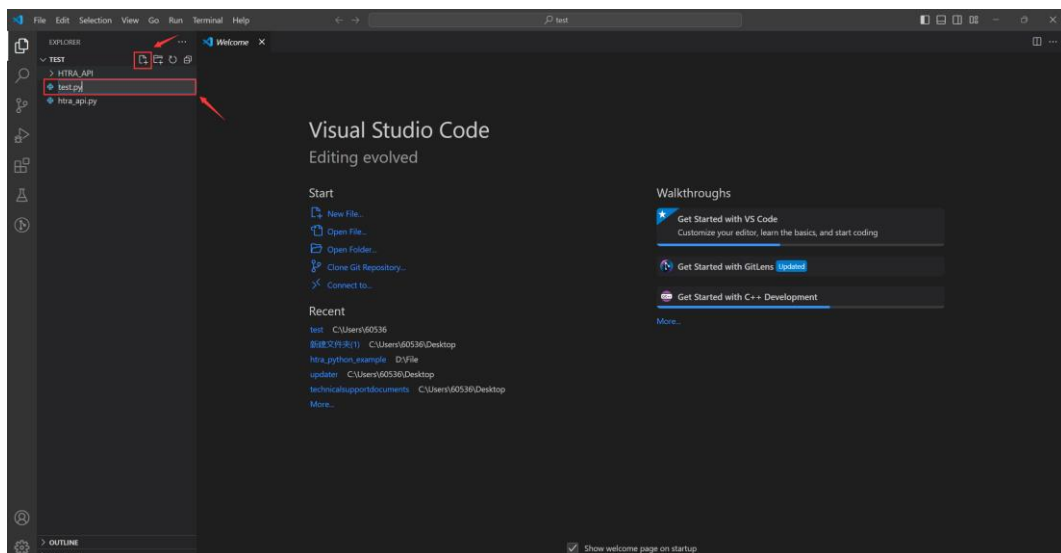 File Edit Selection View Go Run Terminal Help
test
EXPLORER
Welcome
TEST
HTRA_API
test.py
htra_api.py
Visual Studio Code
Editing evolved
Start
New File...
Open File...
Open Folder...
Clone Git Repository...
Connect to...
Recent
test C:\Users\60536
新建文件夹(1) C:\Users\60536\Desktop
htra_python_example D:\File
updater C:\Users\60536\Desktop
technicalsupportdocuments C:\Users\60536\Desktop
More...
Walkthroughs
Get Started with VS Code
Customize your editor, learn the basics, and start coding
Get Started with GitLens Updated
Get Started with C++ Development
More...
OUTLINE
Show welcome page on startup